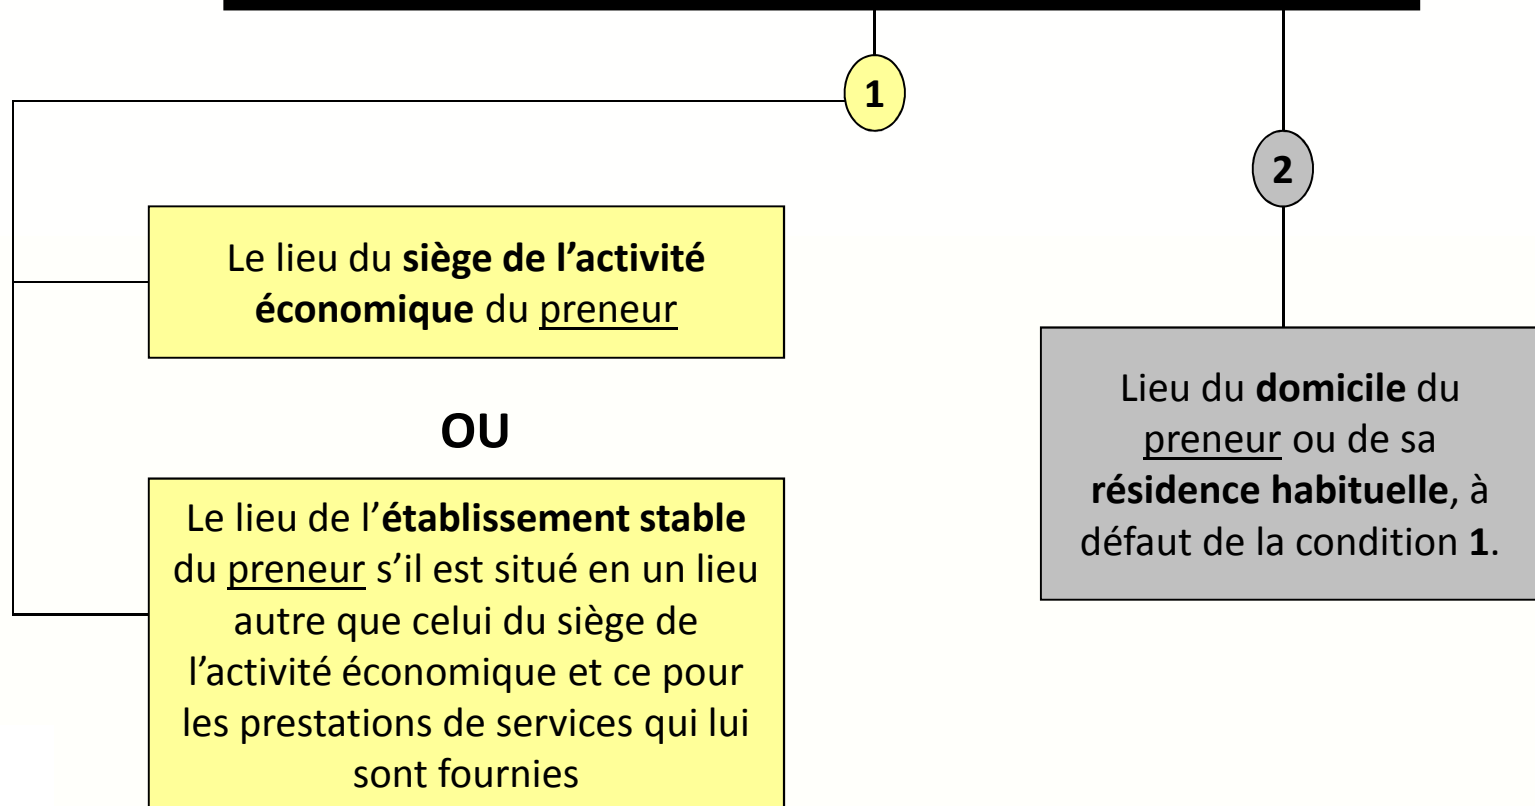 1
2
Le lieu du siège de l’activité
économique du preneur
OU
Le lieu de l’établissement stable
du preneur s’il est situé en un lieu
autre que celui du siège de
l’activité économique et ce pour
les prestations de services qui lui
sont fournies
Lieu du domicile du
preneur ou de sa
résidence habituelle, à
défaut de la condition 1.